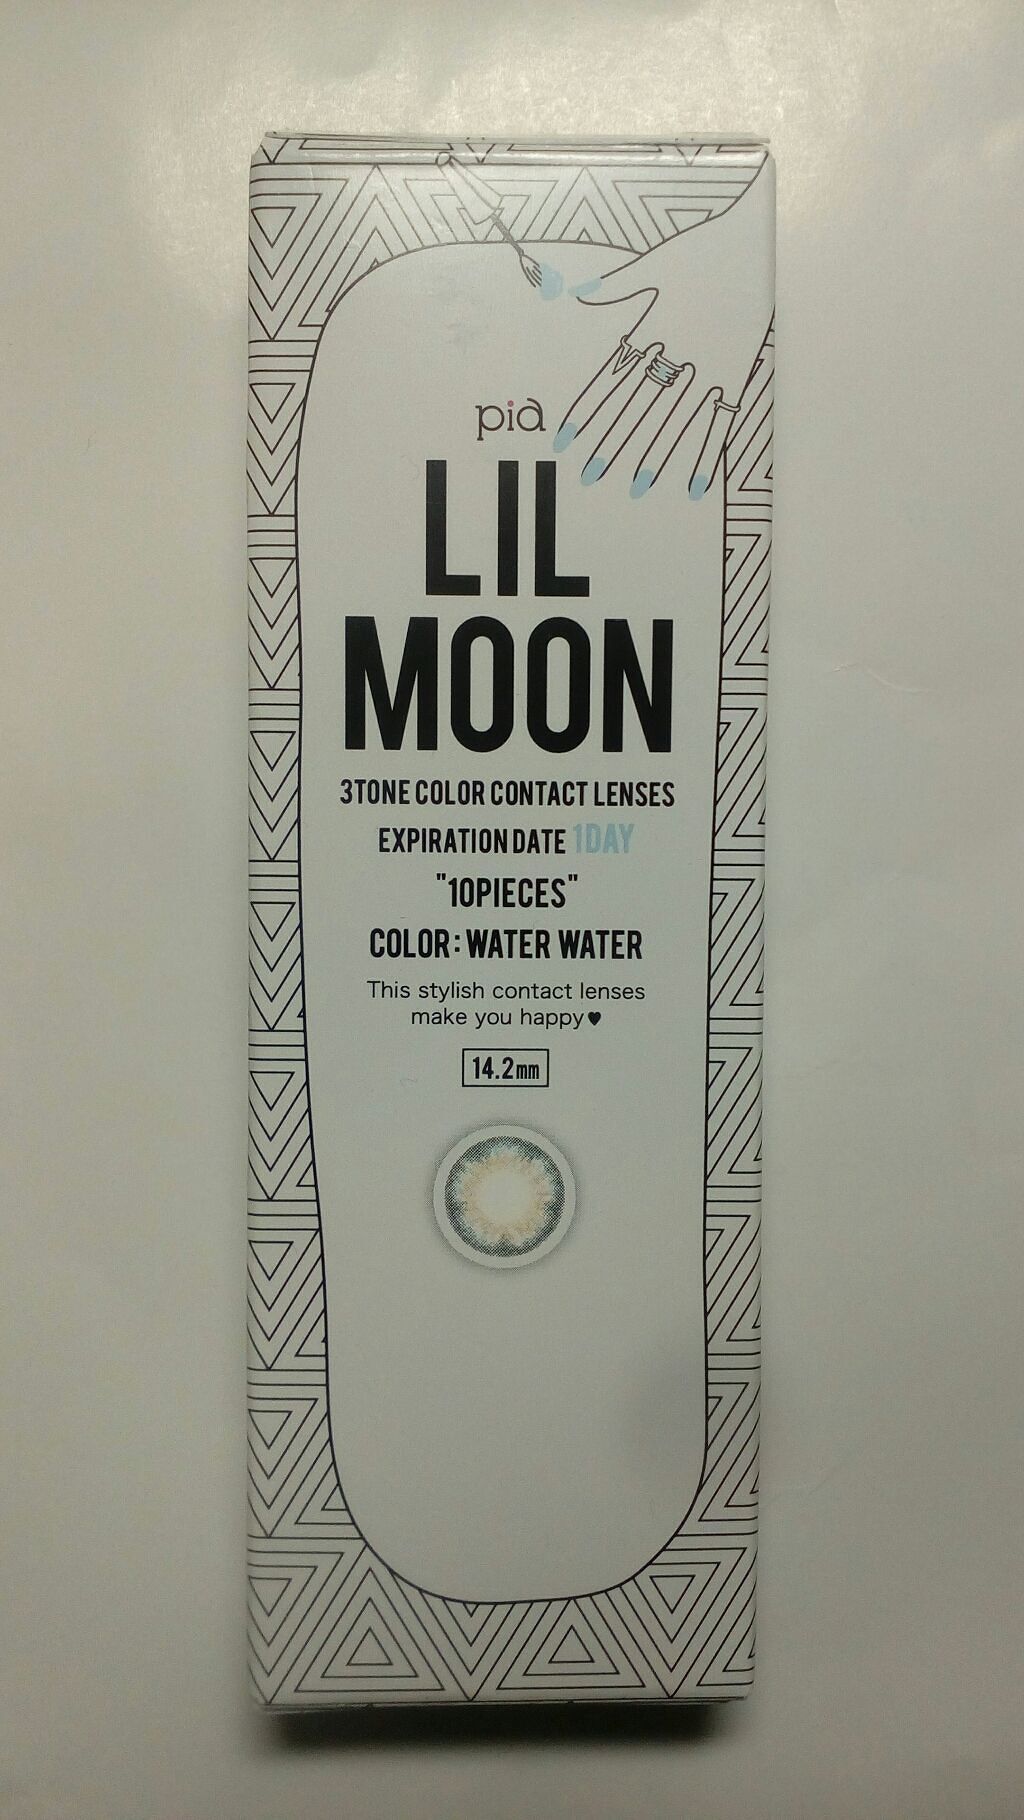 pia
LIL
MOON
3TONE COLOR CONTACT LENSES
EXPIRATION DATE 1DAY
"10PIECES"
COLOR: WATER WATER
This stylish contact lenses
make you happy♥
14.2mm